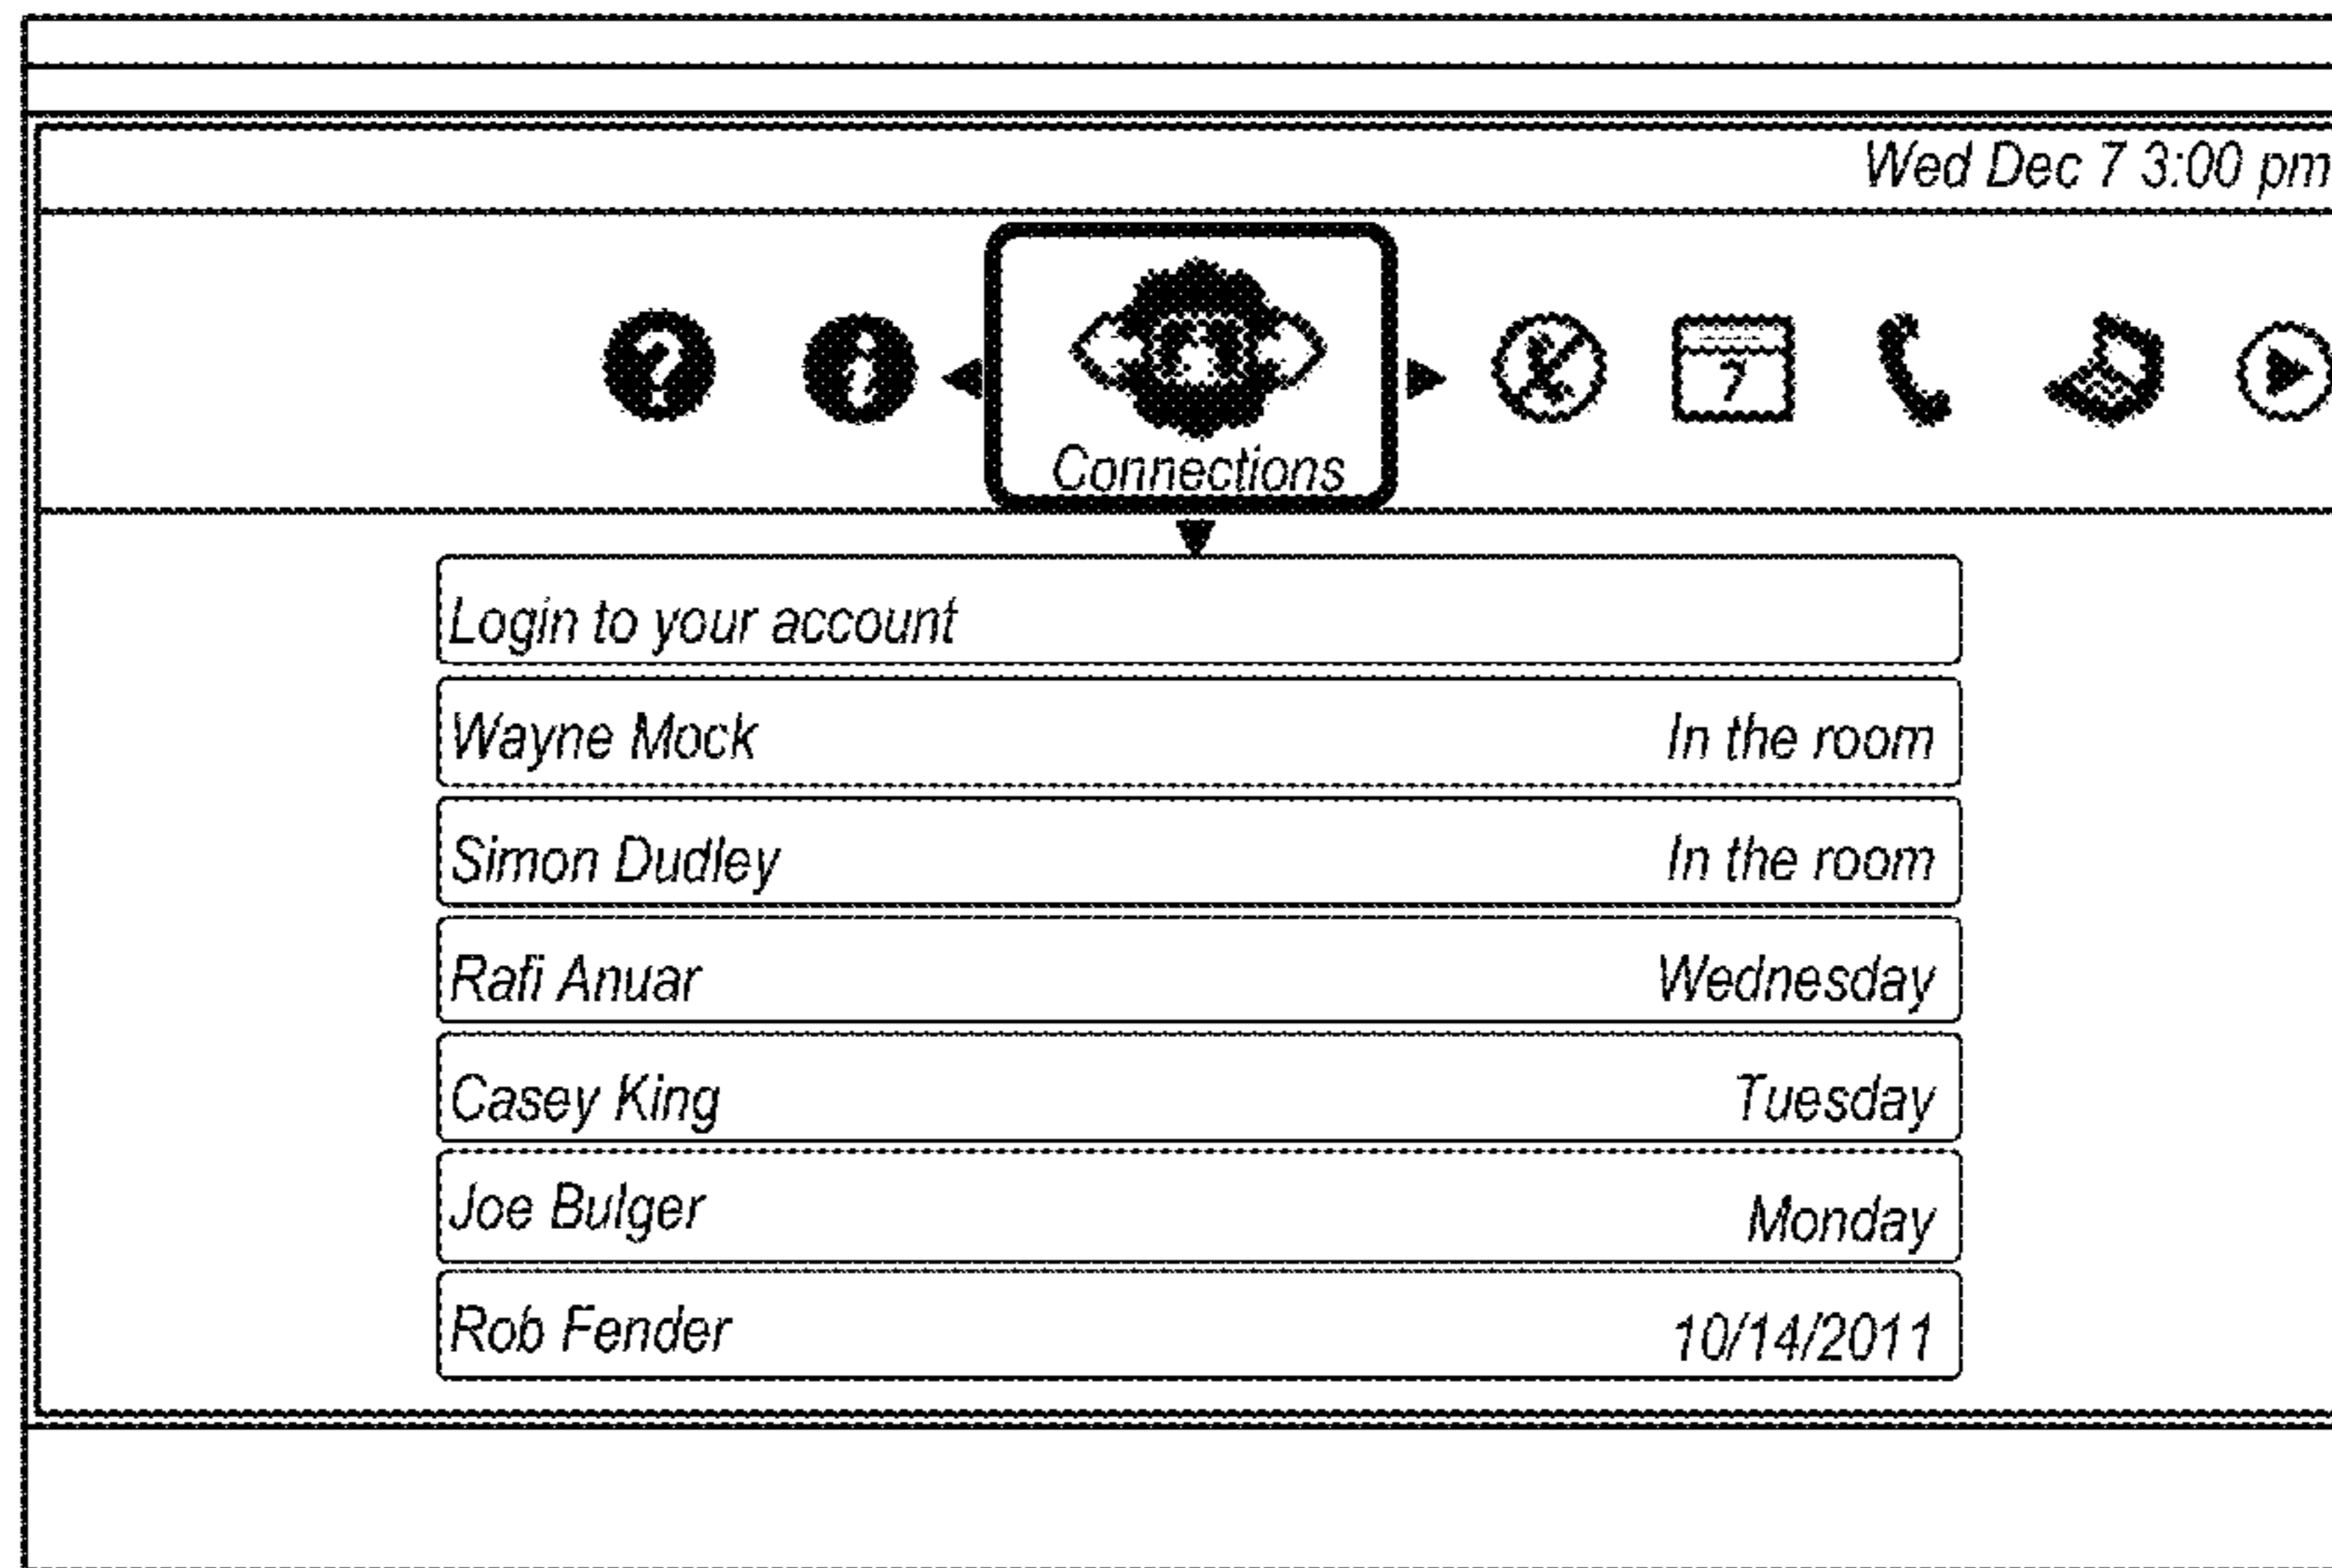 Wed Dec 7 3:00 pm
7
Connections
Login to your account
Wayne Mock In the room
Simon Dudley In the room
Rafi Anuar Wednesday
Casey King Tuesday
Joe Bulger Monday
Rob Fender 10/14/2011